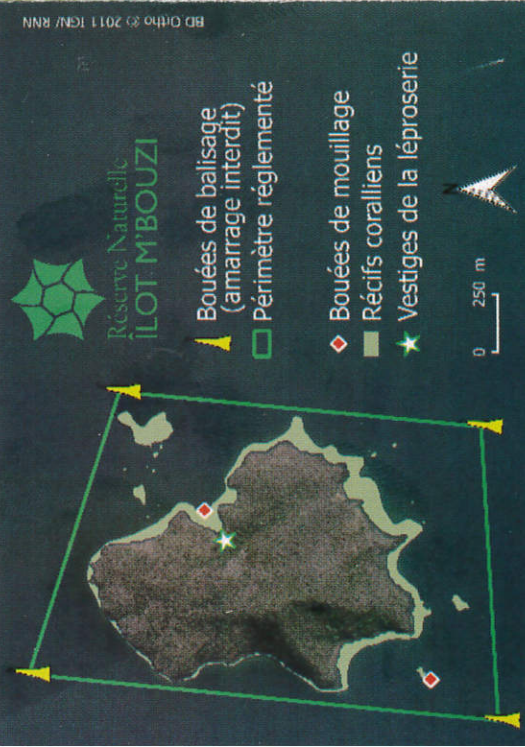 Réserve Naturelle
ÎLOT M'BOUZI
Bouées de balisage
(amarrage interdit)
Périmètre réglementé
Bouées de mouillage
Récifs coralliens
Vestiges de la léproserie
N
0 250 m
BD Ortho © 2011 IGN/ RNN